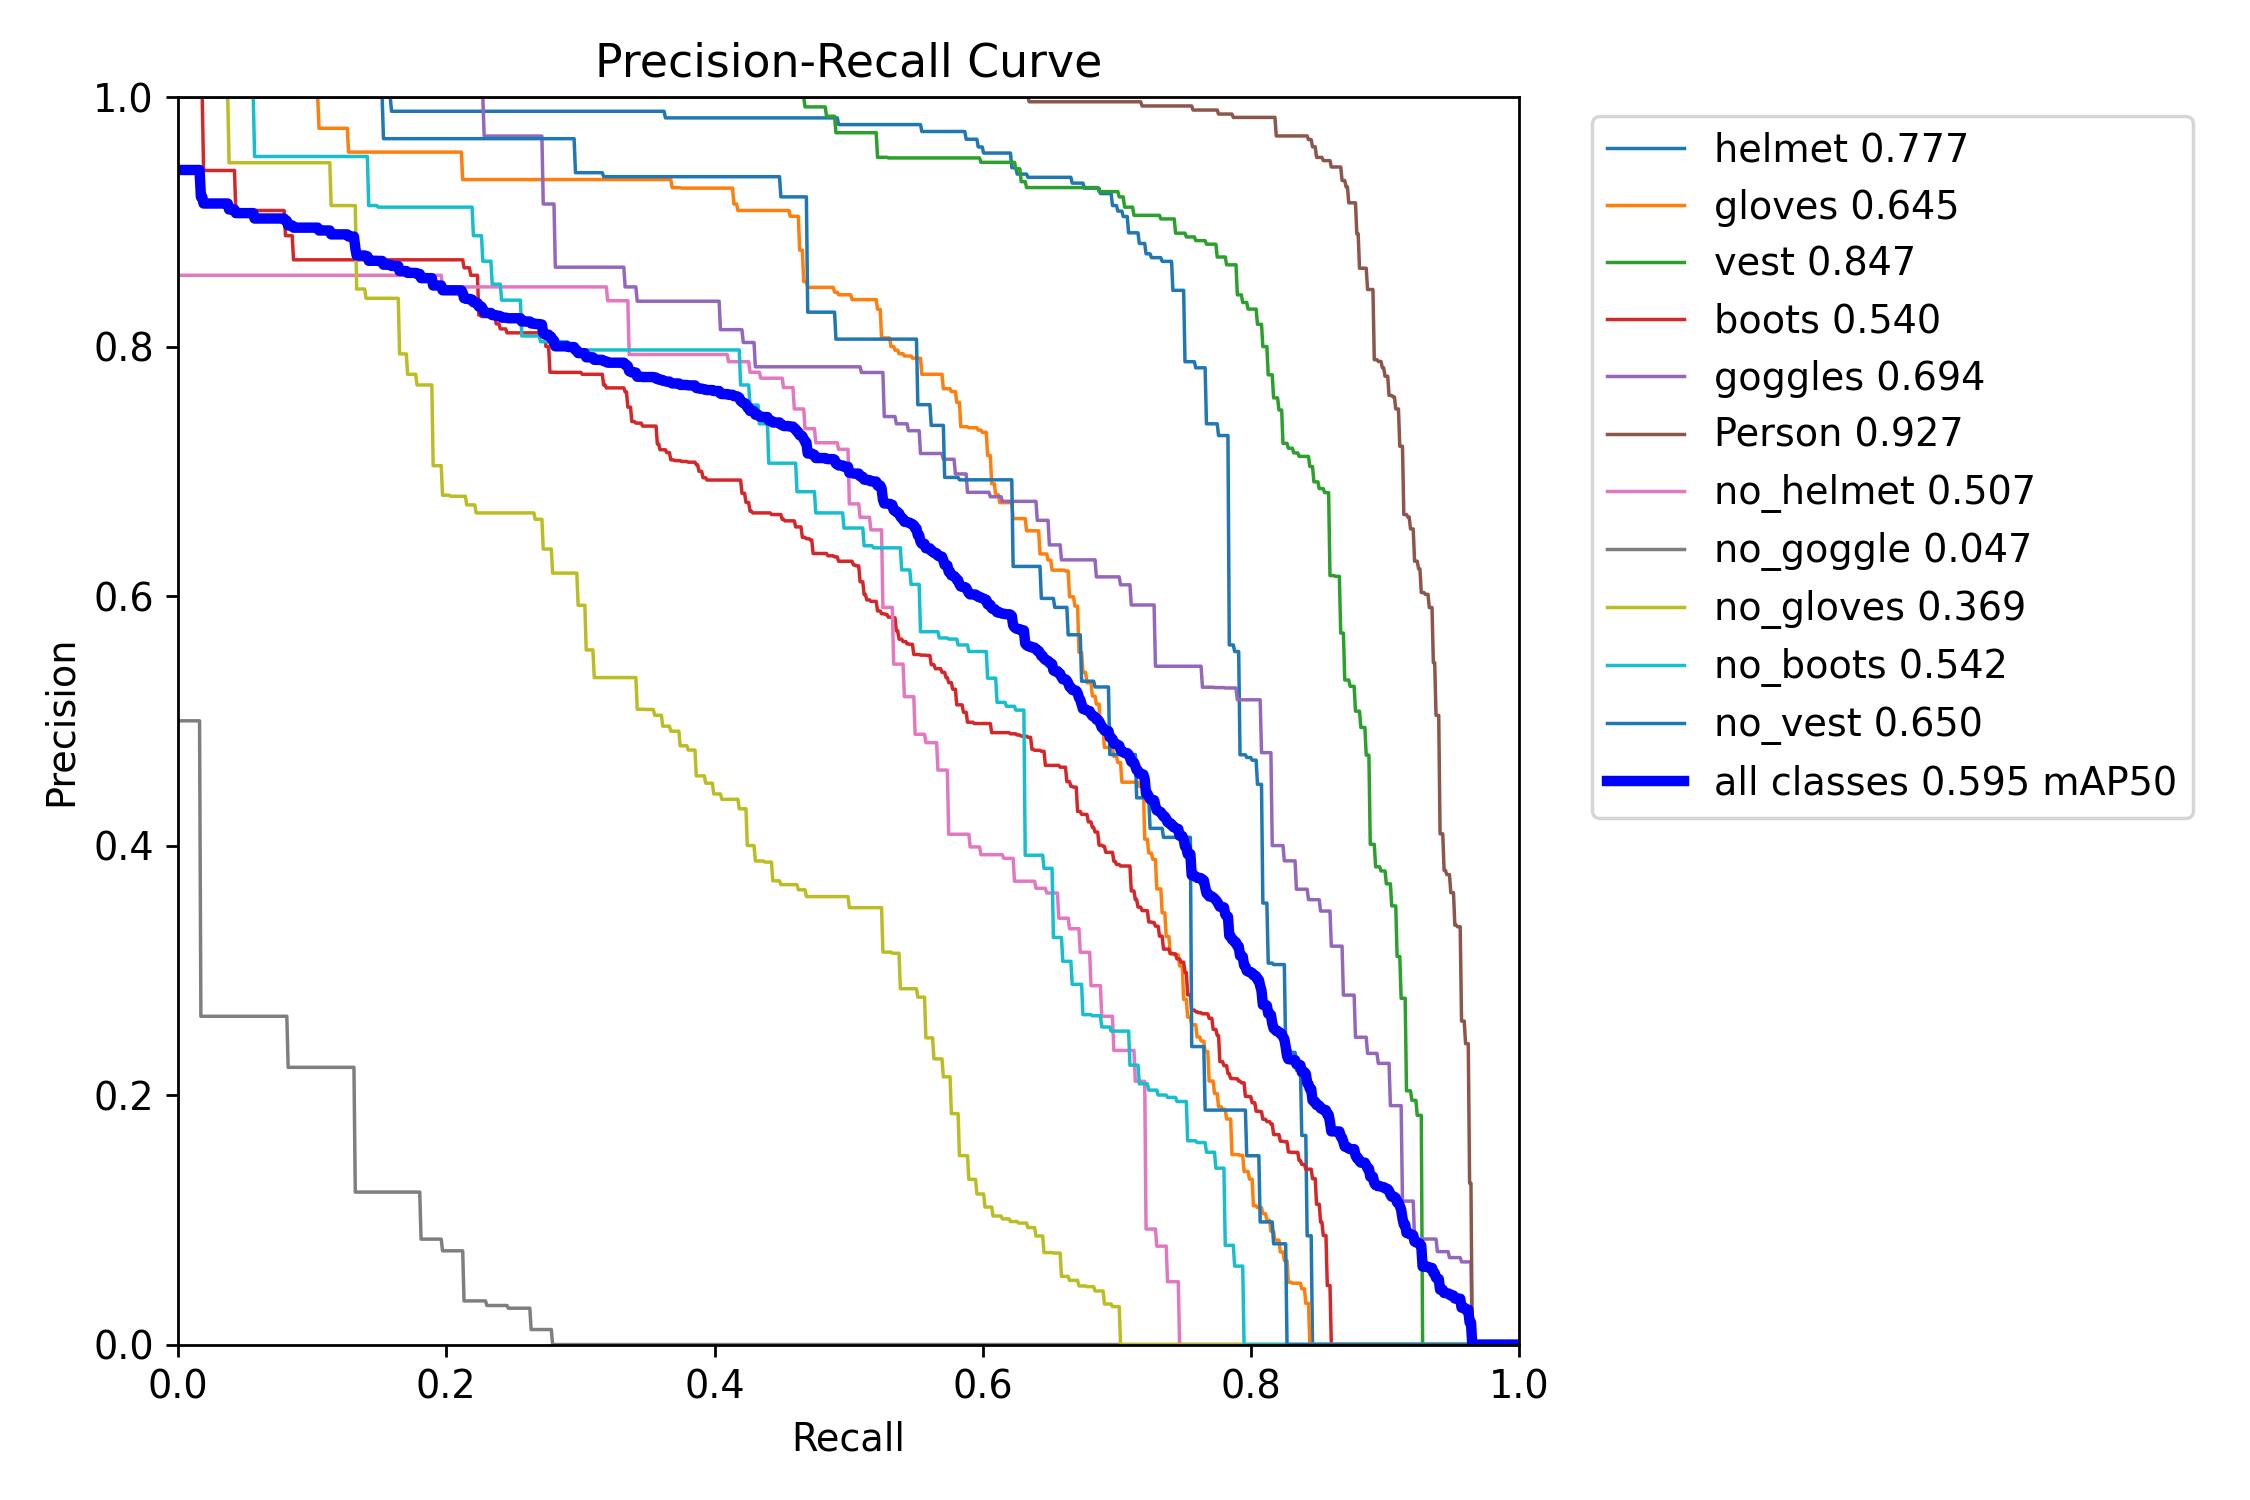 Precision-Recall Curve
1.0
0.8
0.6
0.4
0.2
0.0
Precision
0.0 0.2 0.4 0.6 0.8 1.0
Recall
helmet 0.777
gloves 0.645
vest 0.847
boots 0.540
goggles 0.694
Person 0.927
no_helmet 0.507
no_goggle 0.047
no_gloves 0.369
no_boots 0.542
no_vest 0.650
all classes 0.595 mAP50